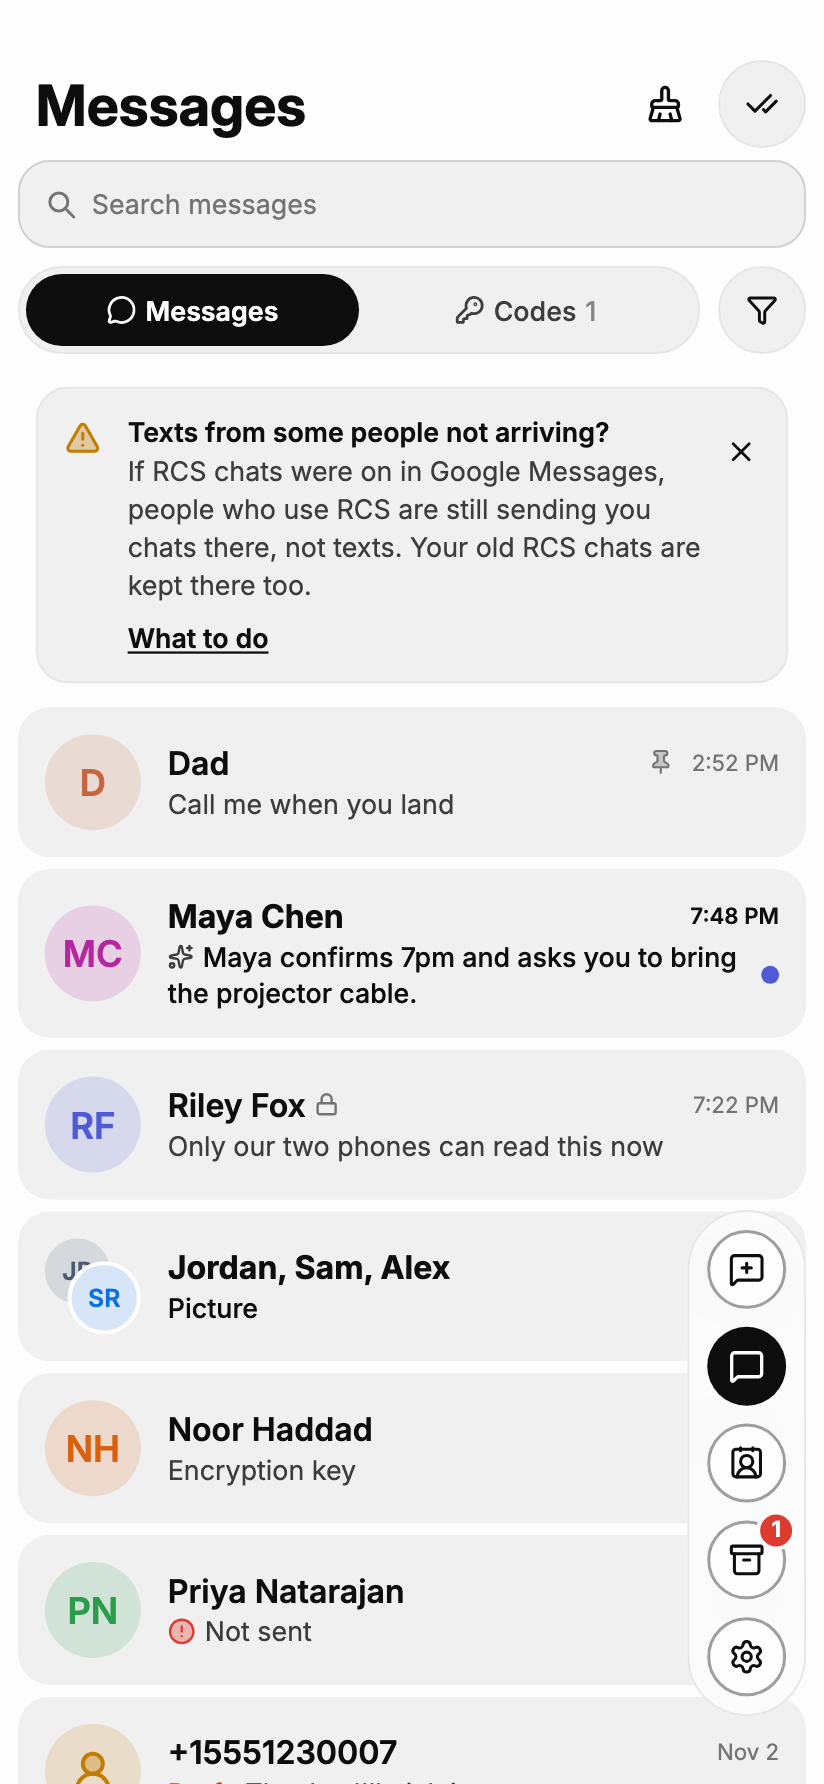 Messages
Search messages
Messages
Codes 1
Texts from some people not arriving?
If RCS chats were on in Google Messages,
people who use RCS are still sending you
chats there, not texts. Your old RCS chats are
kept there too.
What to do
D
Dad
2:52 PM
Call me when you land
MC
Maya Chen
7:48 PM
Maya confirms 7pm and asks you to bring
the projector cable.
RF
Riley Fox
7:22 PM
Only our two phones can read this now
SR
Jordan, Sam, Alex
Picture
NH
Noor Haddad
Encryption key
1
PN
Priya Natarajan
Not sent
+15551230007
Nov 2